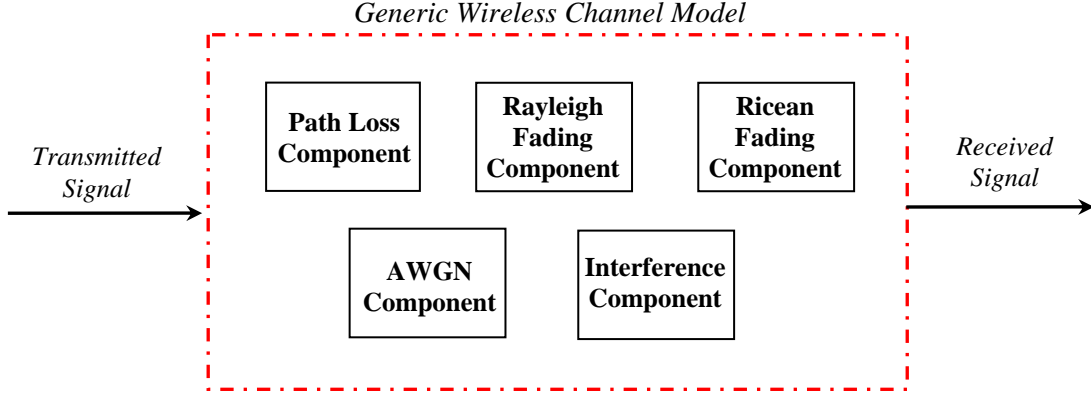 Generic Wireless Channel Model
Transmitted
Signal
Path Loss
Component
Rayleigh
Fading
Component
Ricean
Fading
Component
AWGN
Component
Interference
Component
Received
Signal